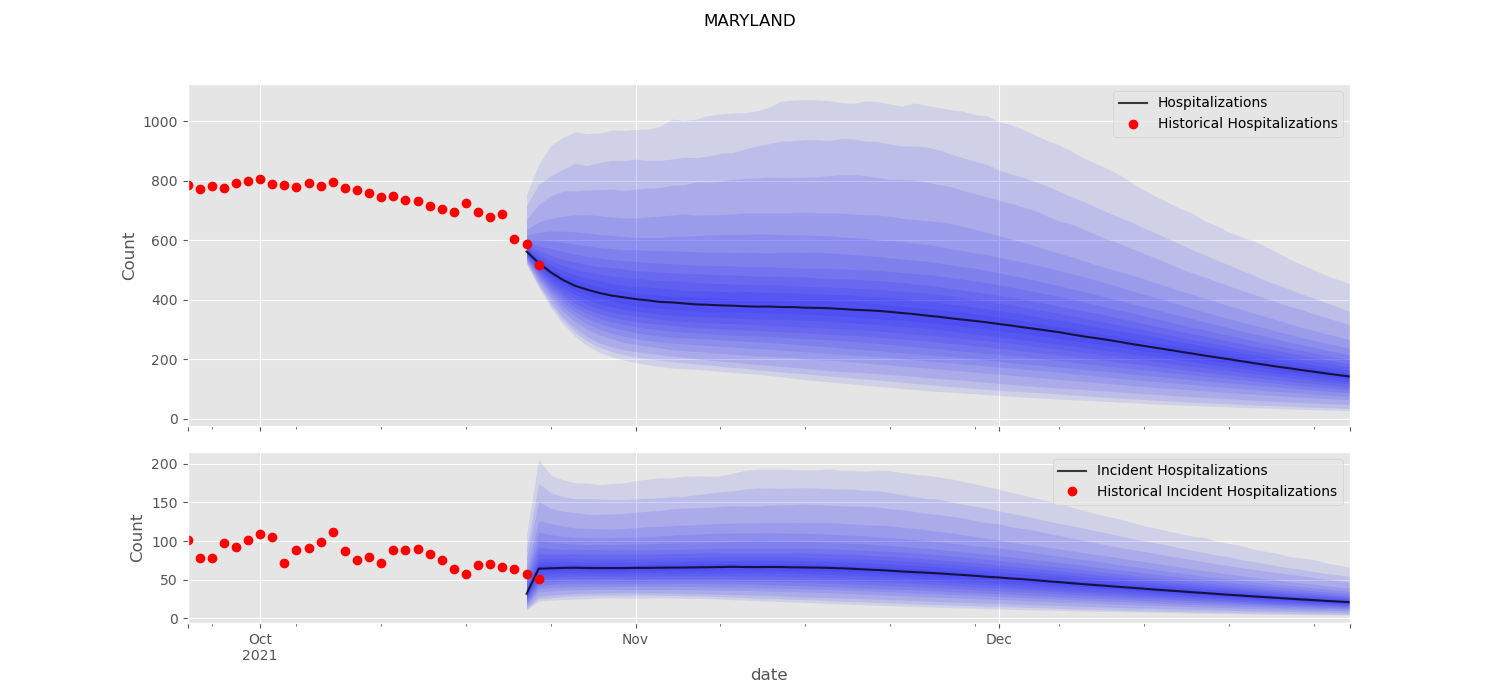 MARYLAND
Hospitalizations
Historical Hospitalizations
1000
800
600
400
200
0
Count
Incident Hospitalizations
Historical Incident Hospitalizations
200
150
100
50
0
Count
Oct
2021
Nov
Dec
date